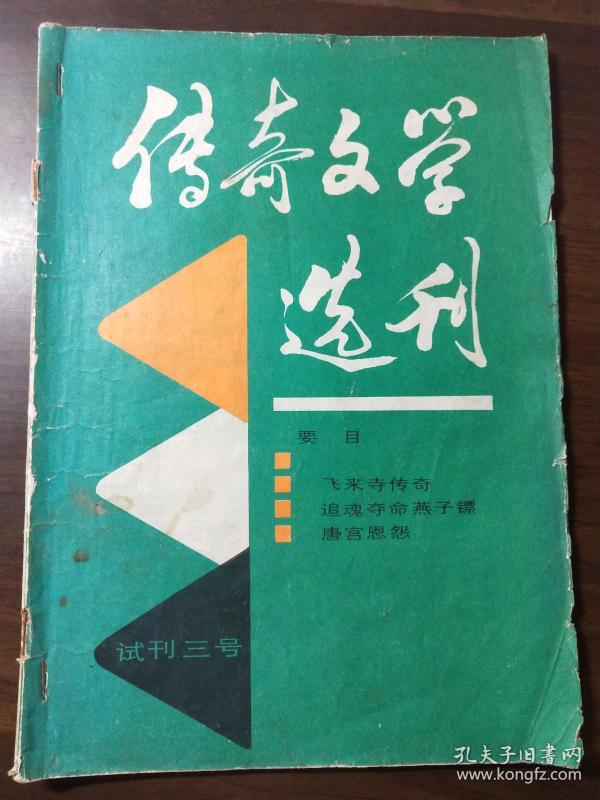 传奇文学
选刊
要目
飞来寺传奇
追魂夺命燕子镖
唐宫恩怨
试刊三号
孔夫子旧書网
www.kongfz.com